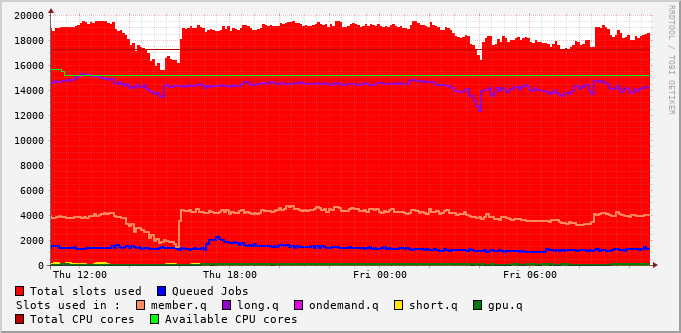 20000
18000
16000
14000
12000
10000
8000
6000
4000
2000
0
Thu 12:00 Thu 18:00 Fri 00:00 Fri 06:00
RRDTOOL / TOBI OETIKER
Total slots used Queued Jobs
Slots used in : member.q long.q ondemand.q short.q gpu.q
Total CPU cores Available CPU cores